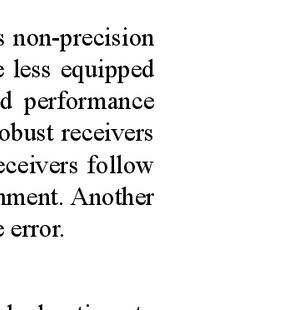 s non-precision
e less equipped
d performance
obust receivers
eceivers follow
nment. Another
e error.